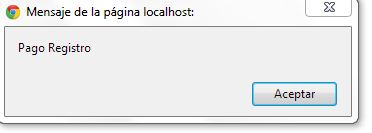 Mensaje de la página localhost:
Pago Registro
Aceptar